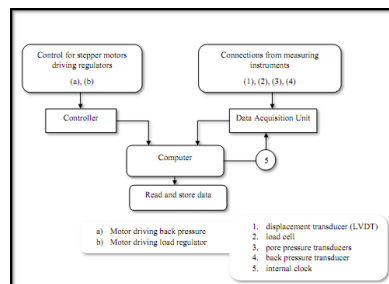 Control for stepper motors
driving regulators
(a), (b)
Connections from measuring
instruments
(1), (2), (3), (4)
Controller
Data Acquisition Unit
Computer
5
Read and store data
a) Motor driving back pressure
b) Motor driving load regulator
1. displacement transducer (LVDT)
2. load cell
3. pore pressure transducers
4. back pressure transducer
5. internal clock